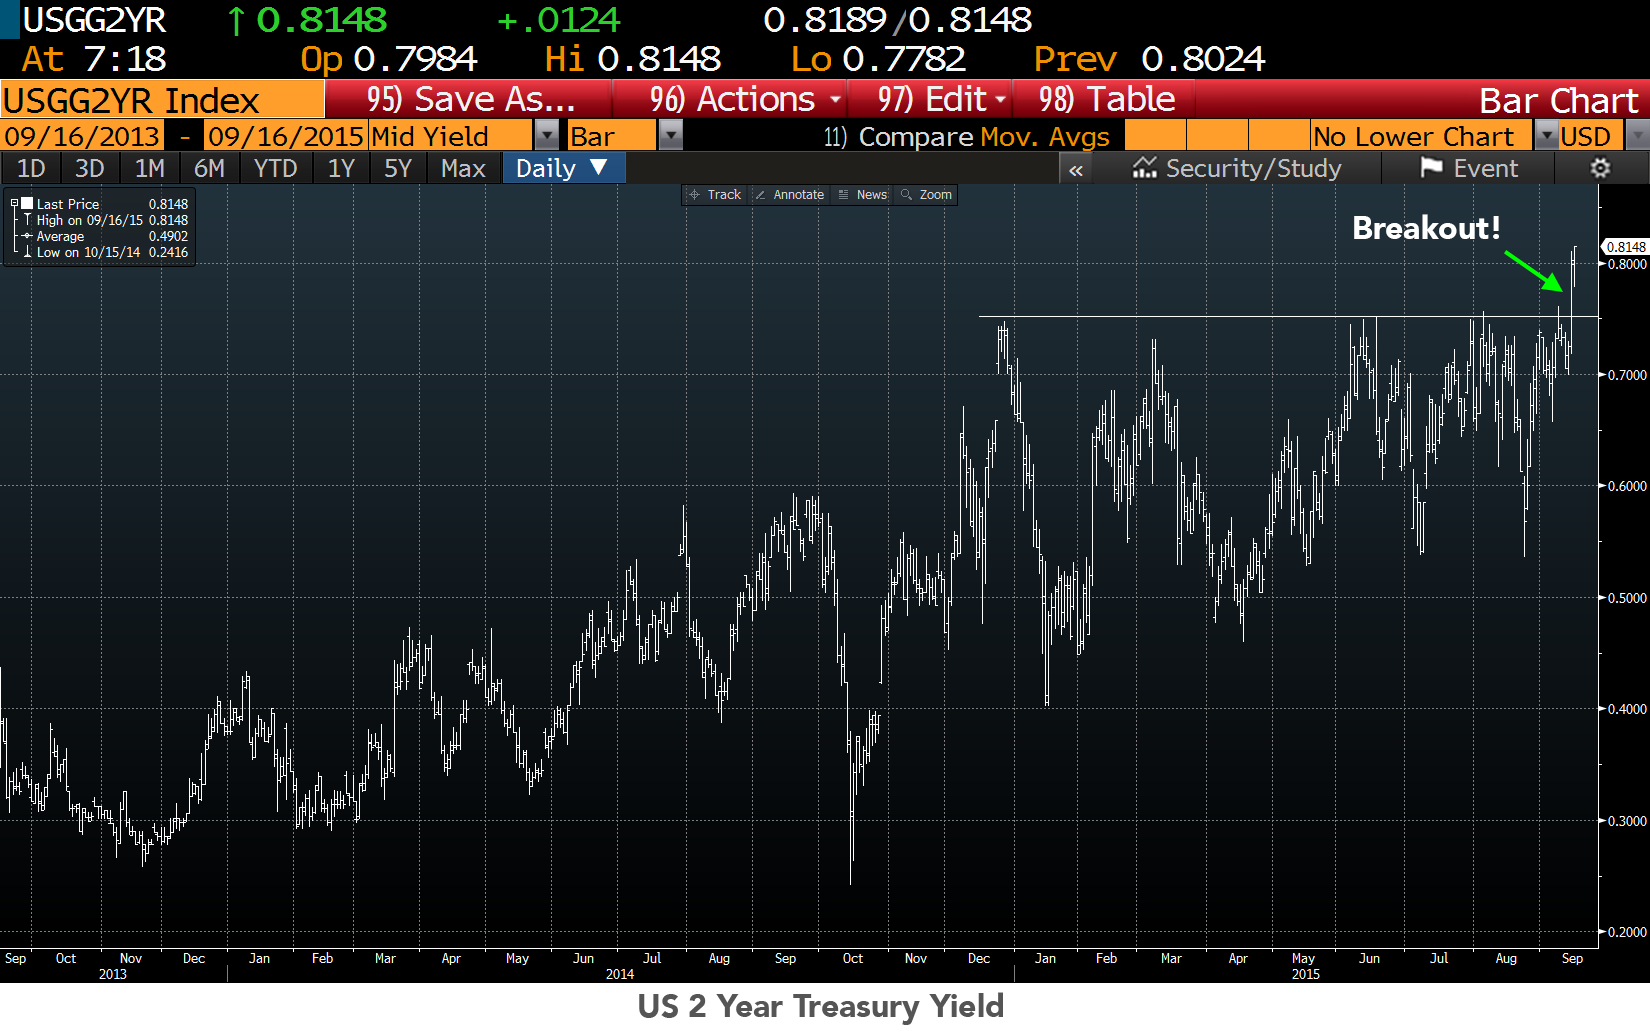 USGG2YR ↑ 0.8148 +.0124 0.8189/0.8148
At 7:18 Op 0.7984 Hi 0.8148 Lo 0.7782 Prev 0.8024
USGG2YR Index 95) Save As... 96) Actions 97) Edit 98) Table Bar Chart
09/16/2013 - 09/16/2015 Mid Yield Bar 11) Compare Mov. Avgs No Lower Chart USD
1D 3D 1M 6M YTD 1Y 5Y Max Daily ▼ « Security/Study Event
Track Annotate News Zoom
Last Price 0.8148
High on 09/16/15 0.8148
Average 0.4902
Low on 10/15/14 0.2416
Breakout!
0.8148
0.8000
0.7000
0.6000
0.5000
0.4000
0.3000
0.2000
Sep Oct Nov Dec Jan Feb Mar Apr May Jun Jul Aug Sep Oct Nov Dec Jan Feb Mar Apr May Jun Jul Aug Sep
2013 2014 2015
US 2 Year Treasury Yield